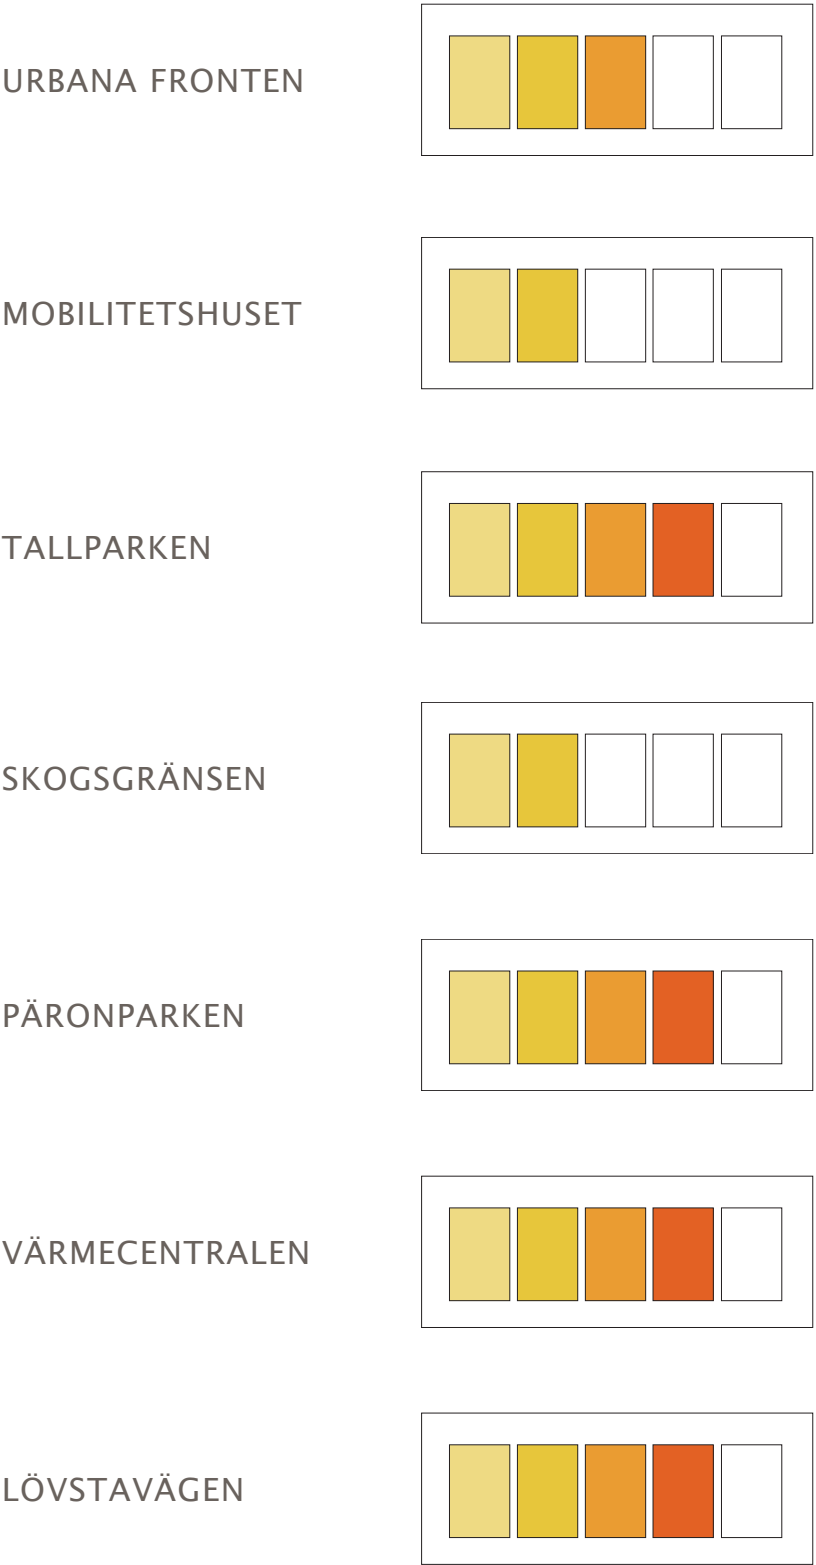 URBANA FRONTEN
MOBILITETSHUSET
TALLPARKEN
SKOGSGRÄNSEN
PÄRONPARKEN
VÄRMECENTRALEN
LÖVSTAVÄGEN